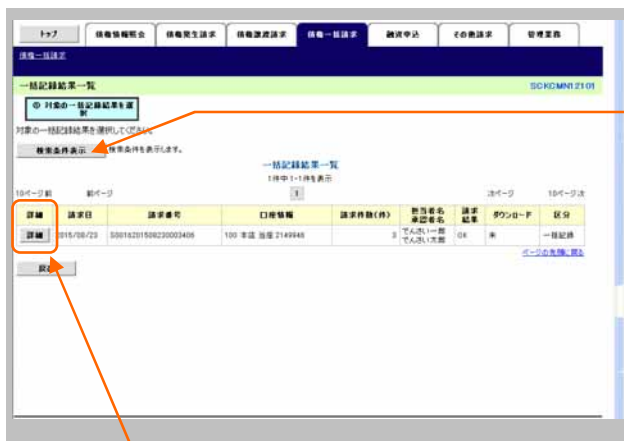 トップ 債権情報照会 債権発生請求 債権譲渡請求 債権一括請求 融資申込 その他請求 管理業務
債権一括請求
一括記録結果一覧 SCKCMN12101
① 対象の一括記録結果を選択
対象の一括記録結果を選択してください。
検索条件表示 検索条件を表示します。
一括記録結果一覧
1件中 1-1件を表示
10ページ前 前ページ 1 次ページ 10ページ次
詳細 請求日 請求番号 口座情報 請求件数(件) 担当者名 承認者名 請求結果 ダウンロード 区分
詳細 2015/08/23 S0016201508230003406 100 本店 当座 2149946 3 でんさい一郎 でんさい太郎 OK 未 一括記録
ページの先頭に戻る
戻る